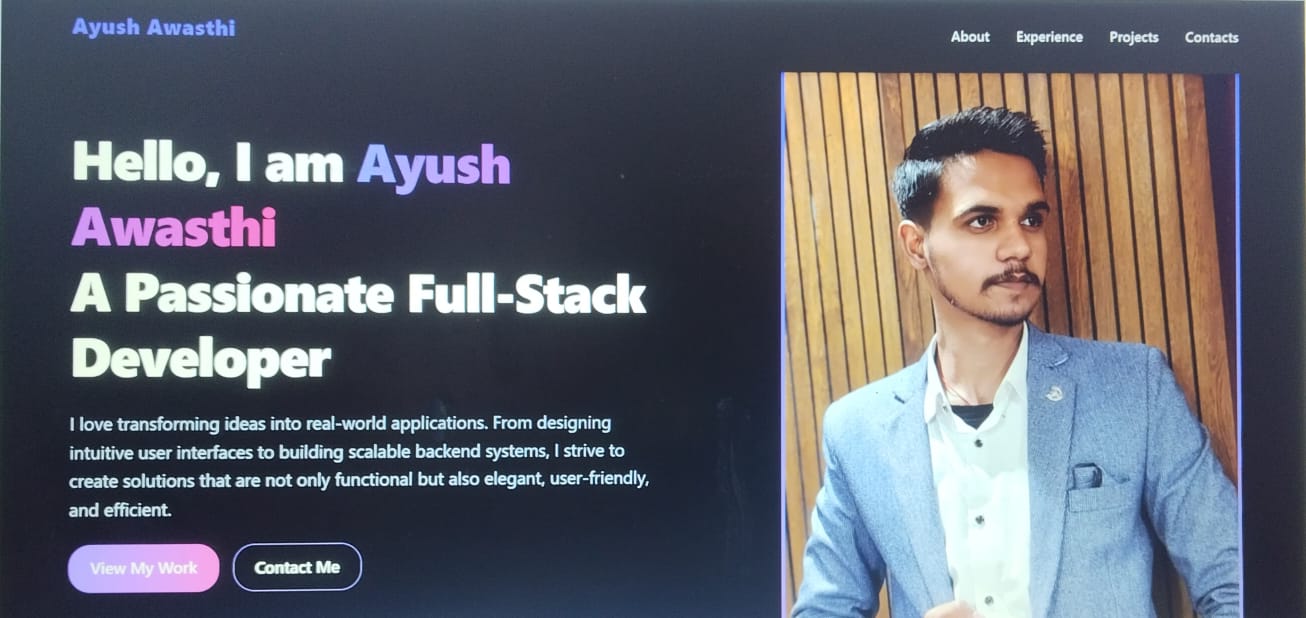 Ayush Awasthi
About Experience Projects Contacts
Hello, I am Ayush
Awasthi
A Passionate Full-Stack
Developer
I love transforming ideas into real-world applications. From designing
intuitive user interfaces to building scalable backend systems, I strive to
create solutions that are not only functional but also elegant, user-friendly,
and efficient.
View My Work Contact Me